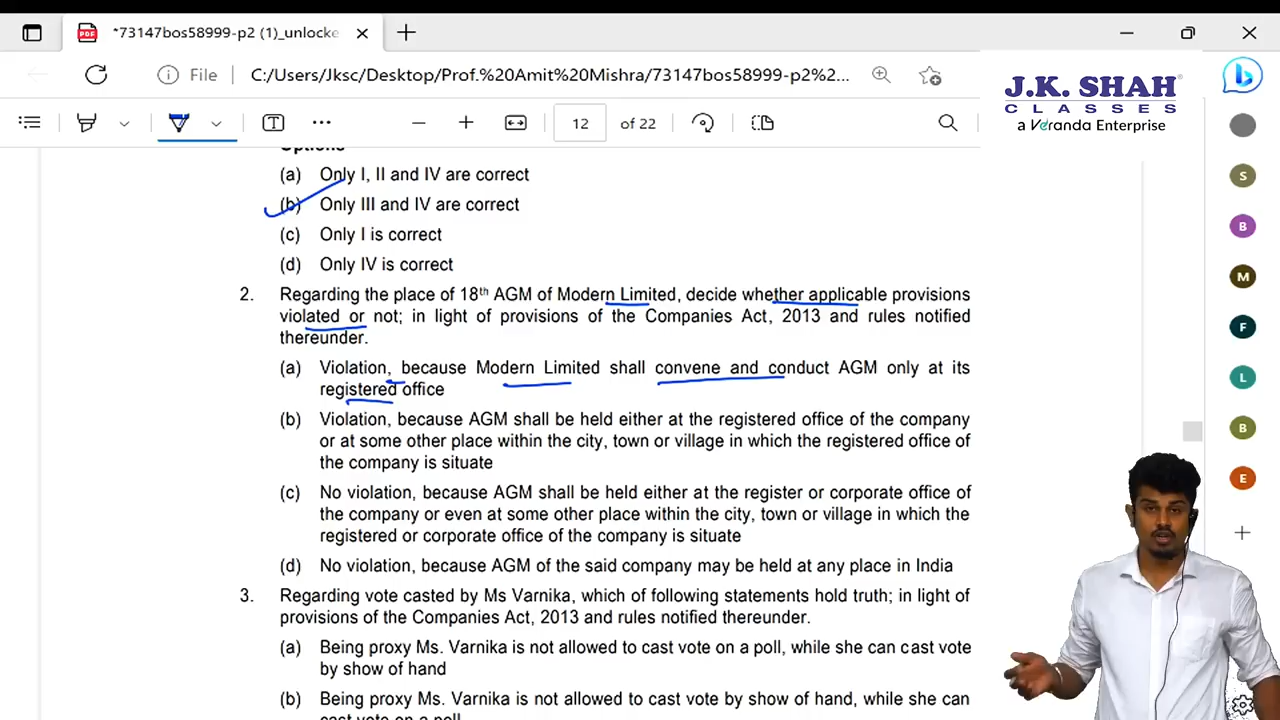 *73147bos58999-p2 (1)_unlocke
File
C:/Users/Jksc/Desktop/Prof.%20Amit%20Mishra/73147bos58999-p2%2...
J.K. SHAH
CLASSES
a Veranda Enterprise
12 of 22
Options
(a) Only I, II and IV are correct
(b) Only III and IV are correct
(c) Only I is correct
(d) Only IV is correct
2. Regarding the place of 18th AGM of Modern Limited, decide whether applicable provisions
violated or not; in light of provisions of the Companies Act, 2013 and rules notified
thereunder.
(a) Violation, because Modern Limited shall convene and conduct AGM only at its
registered office
(b) Violation, because AGM shall be held either at the registered office of the company
or at some other place within the city, town or village in which the registered office of
the company is situate
(c) No violation, because AGM shall be held either at the register or corporate office of
the company or even at some other place within the city, town or village in which the
registered or corporate office of the company is situate
(d) No violation, because AGM of the said company may be held at any place in India
3. Regarding vote casted by Ms Varnika, which of following statements hold truth; in light of
provisions of the Companies Act, 2013 and rules notified thereunder.
(a) Being proxy Ms. Varnika is not allowed to cast vote on a poll, while she can cast vote
by show of hand
(b) Being proxy Ms. Varnika is not allowed to cast vote by show of hand, while she can
cast vote on a poll
S
B
M
F
L
B
E